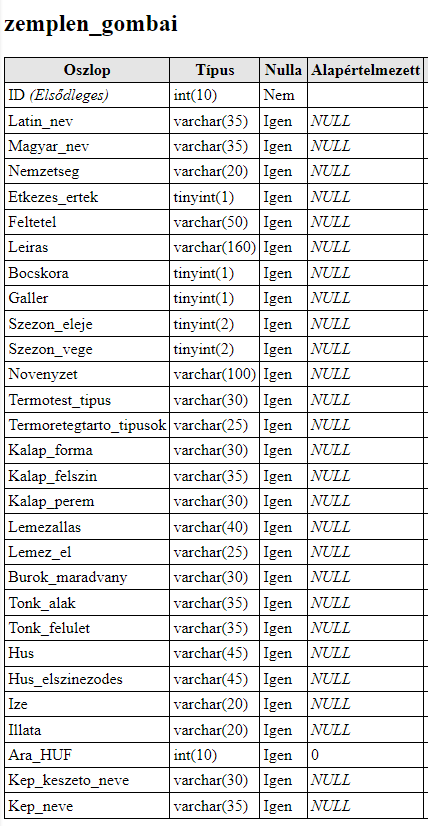 zemplen_gombai
Oszlop Típus Nulla Alapértelmezett
ID (Elsődleges) int(10) Nem
Latin_nev varchar(35) Igen NULL
Magyar_nev varchar(35) Igen NULL
Nemzetseg varchar(20) Igen NULL
Etkezes_ertek tinyint(1) Igen NULL
Feltetel varchar(50) Igen NULL
Leiras varchar(160) Igen NULL
Bocskora tinyint(1) Igen NULL
Galler tinyint(1) Igen NULL
Szezon_eleje tinyint(2) Igen NULL
Szezon_vege tinyint(2) Igen NULL
Novenyzet varchar(100) Igen NULL
Termotest_tipus varchar(30) Igen NULL
Termoretegtarto_tipusok varchar(25) Igen NULL
Kalap_forma varchar(30) Igen NULL
Kalap_felszin varchar(35) Igen NULL
Kalap_perem varchar(30) Igen NULL
Lemezallas varchar(40) Igen NULL
Lemez_el varchar(25) Igen NULL
Burok_maradvany varchar(30) Igen NULL
Tonk_alak varchar(35) Igen NULL
Tonk_felulet varchar(35) Igen NULL
Hus varchar(45) Igen NULL
Hus_elszinezodes varchar(45) Igen NULL
Ize varchar(20) Igen NULL
Illata varchar(20) Igen NULL
Ara_HUF int(10) Igen 0
Kep_keszeto_neve varchar(30) Igen NULL
Kep_neve varchar(35) Igen NULL